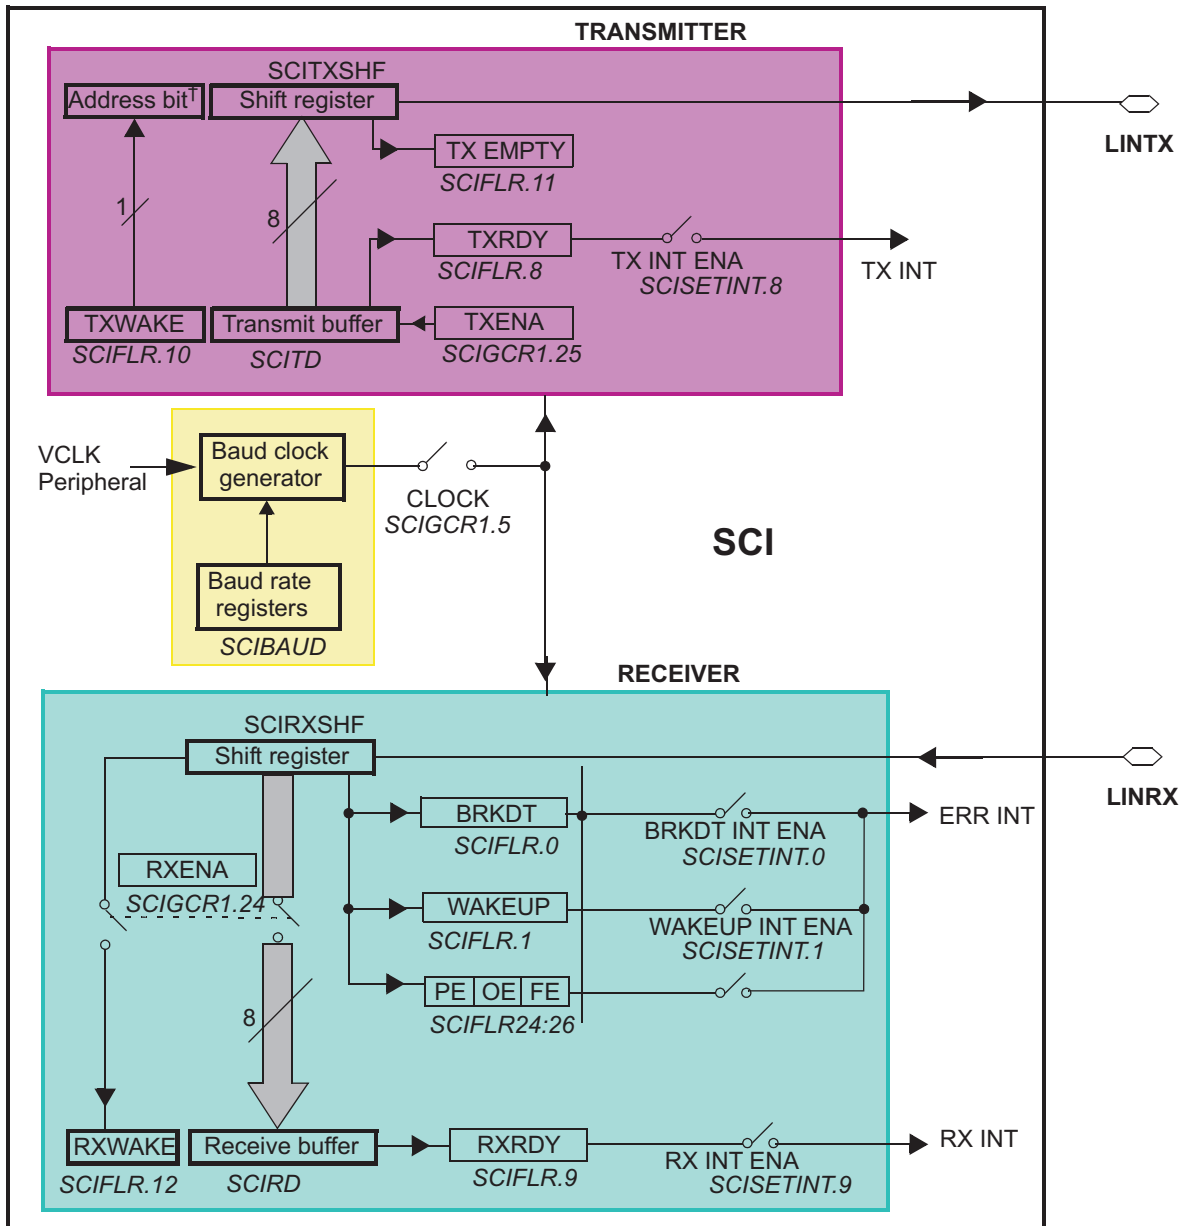 TRANSMITTER
SCITXSHF
Address bit†
Shift register
LINTX
TX EMPTY
SCIFLR.11
1
8
TXRDY
SCIFLR.8
TX INT ENA
SCISETINT.8
TX INT
TXWAKE
SCIFLR.10
Transmit buffer
SCITD
TXENA
SCIGCR1.25
VCLK
Peripheral
Baud clock
generator
CLOCK
SCIGCR1.5
SCI
Baud rate
registers
SCIBAUD
RECEIVER
SCIRXSHF
Shift register
LINRX
BRKDT
SCIFLR.0
BRKDT INT ENA
SCISETINT.0
ERR INT
RXENA
SCIGCR1.24
WAKEUP
SCIFLR.1
WAKEUP INT ENA
SCISETINT.1
PE OE FE
SCIFLR24:26
8
RXWAKE
SCIFLR.12
Receive buffer
SCIRD
RXRDY
SCIFLR.9
RX INT ENA
SCISETINT.9
RX INT